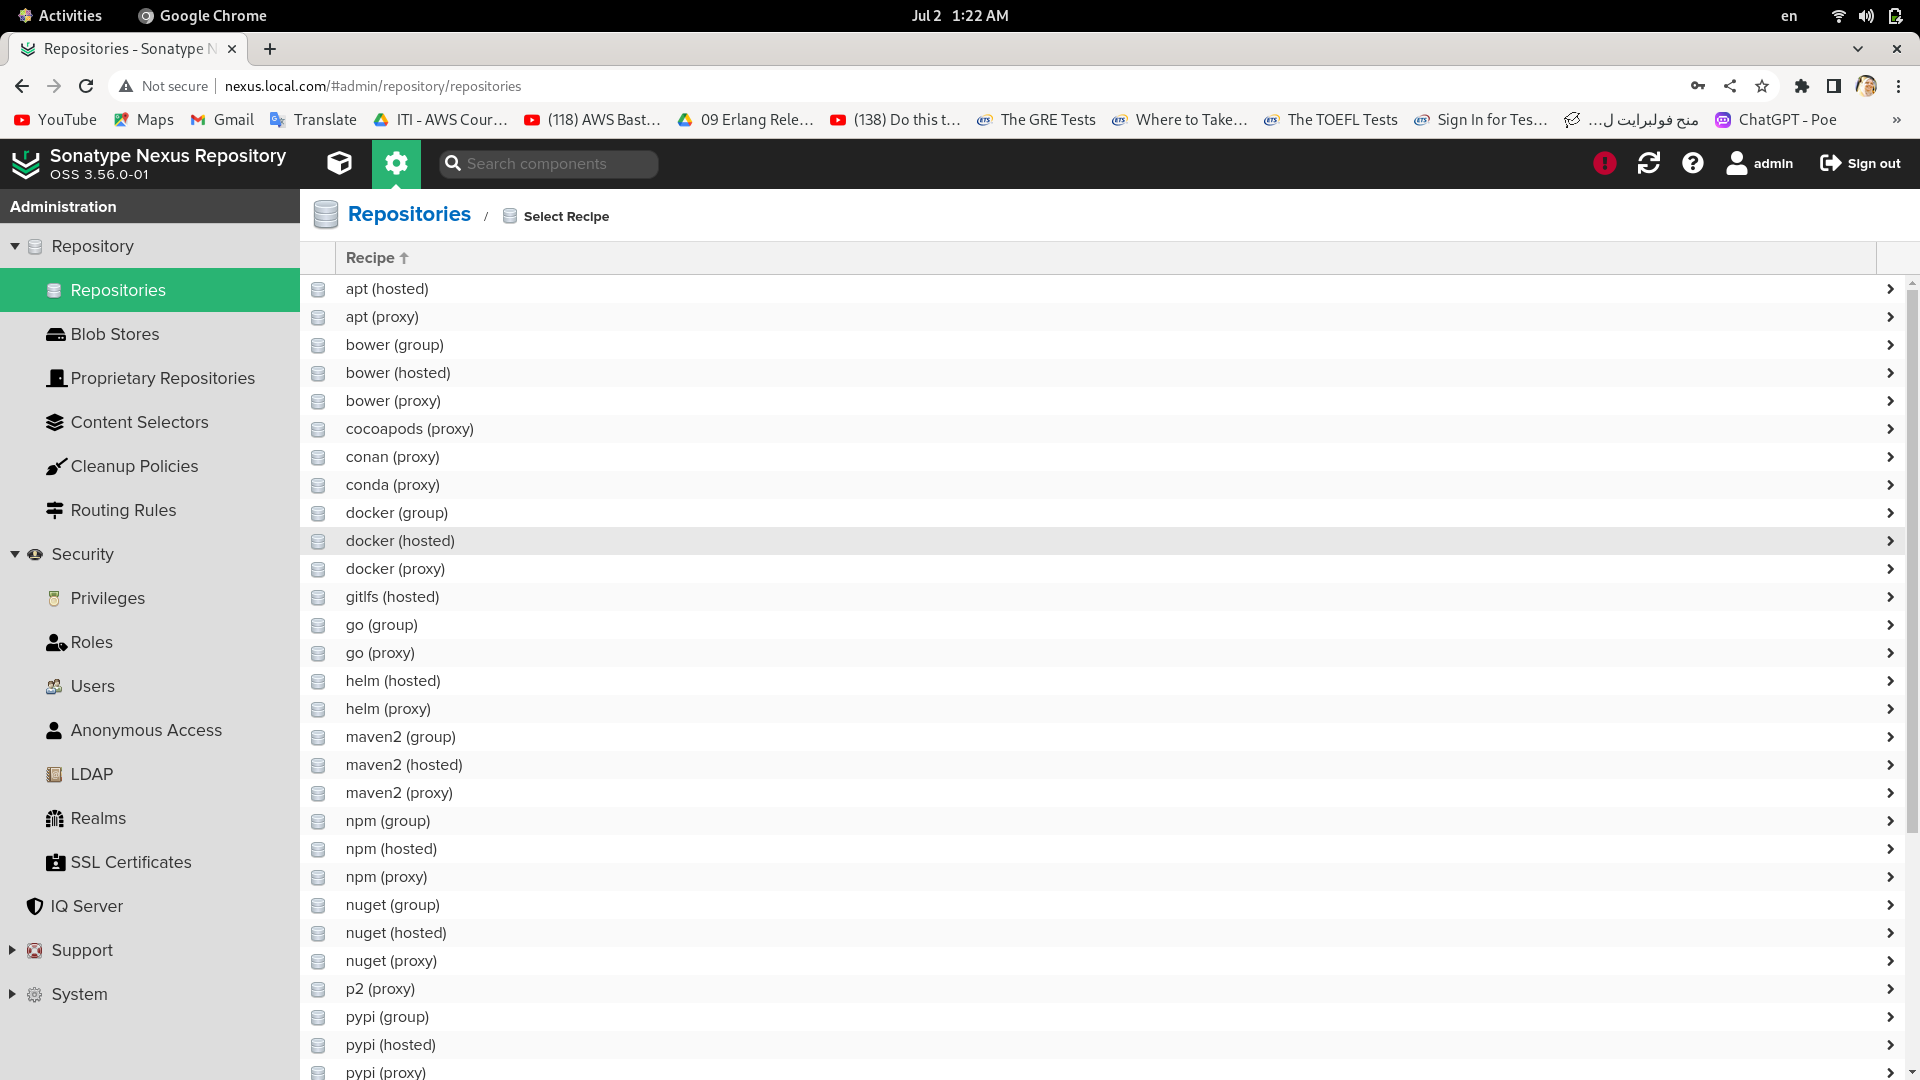 Activities Google Chrome Jul 2 1:22 AM en
Repositories - Sonatype N
Not secure nexus.local.com/#admin/repository/repositories
YouTube Maps Gmail Translate ITI - AWS Cour… (118) AWS Bast… 09 Erlang Rele… (138) Do this t… The GRE Tests Where to Take… The TOEFL Tests Sign In for Tes… منح فولبرايت ل… ChatGPT - Poe »
Sonatype Nexus Repository
OSS 3.56.0-01
Search components
admin Sign out
Administration
Repository
Repositories
Blob Stores
Proprietary Repositories
Content Selectors
Cleanup Policies
Routing Rules
Security
Privileges
Roles
Users
Anonymous Access
LDAP
Realms
SSL Certificates
IQ Server
Support
System
Repositories / Select Recipe
Recipe
apt (hosted)
apt (proxy)
bower (group)
bower (hosted)
bower (proxy)
cocoapods (proxy)
conan (proxy)
conda (proxy)
docker (group)
docker (hosted)
docker (proxy)
gitlfs (hosted)
go (group)
go (proxy)
helm (hosted)
helm (proxy)
maven2 (group)
maven2 (hosted)
maven2 (proxy)
npm (group)
npm (hosted)
npm (proxy)
nuget (group)
nuget (hosted)
nuget (proxy)
p2 (proxy)
pypi (group)
pypi (hosted)
pypi (proxy)